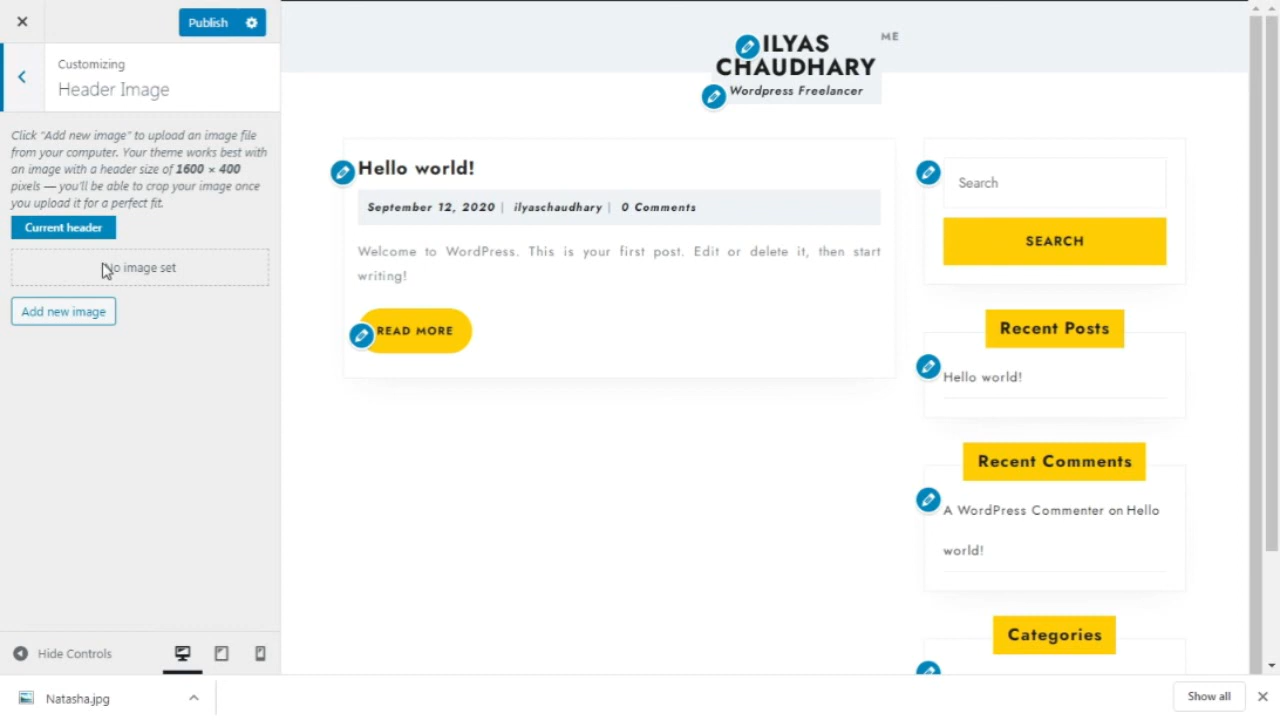 Publish
Customizing
Header Image
Click "Add new image" to upload an image file
from your computer. Your theme works best with
an image with a header size of 1600 × 400
pixels — you'll be able to crop your image once
you upload it for a perfect fit.
Current header
No image set
Add new image
Hide Controls
ILYAS
CHAUDHARY
Wordpress Freelancer
ME
Hello world!
September 12, 2020 | ilyaschaudhary | 0 Comments
Welcome to WordPress. This is your first post. Edit or delete it, then start
writing!
READ MORE
Search
SEARCH
Recent Posts
Hello world!
Recent Comments
A WordPress Commenter on Hello
world!
Categories
Natasha.jpg
Show all